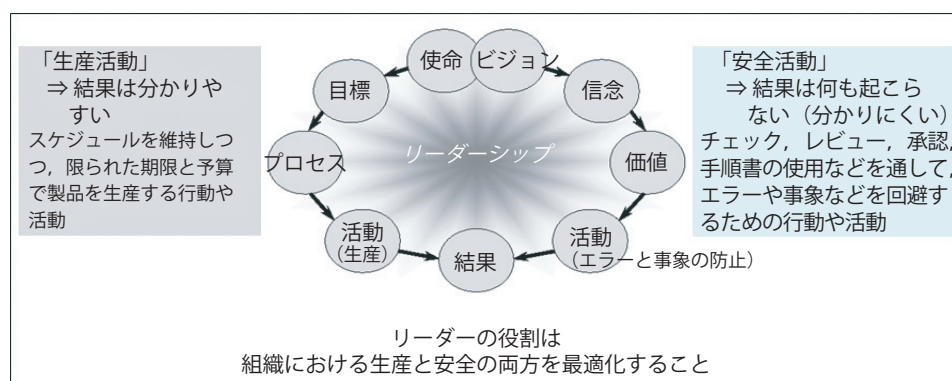 「生産活動」
⇒ 結果は分かりや
すい
スケジュールを維持しつ
つ，限られた期限と予算
で製品を生産する行動や
活動
使命
ビジョン
目標
信念
プロセス
リーダーシップ
価値
活動
（生産）
結果
活動
（エラーと事象の防止）
「安全活動」
⇒ 結果は何も起こら
ない（分かりにくい）
チェック，レビュー，承認，
手順書の使用などを通して，
エラーや事象などを回避す
るための行動や活動
リーダーの役割は
組織における生産と安全の両方を最適化すること